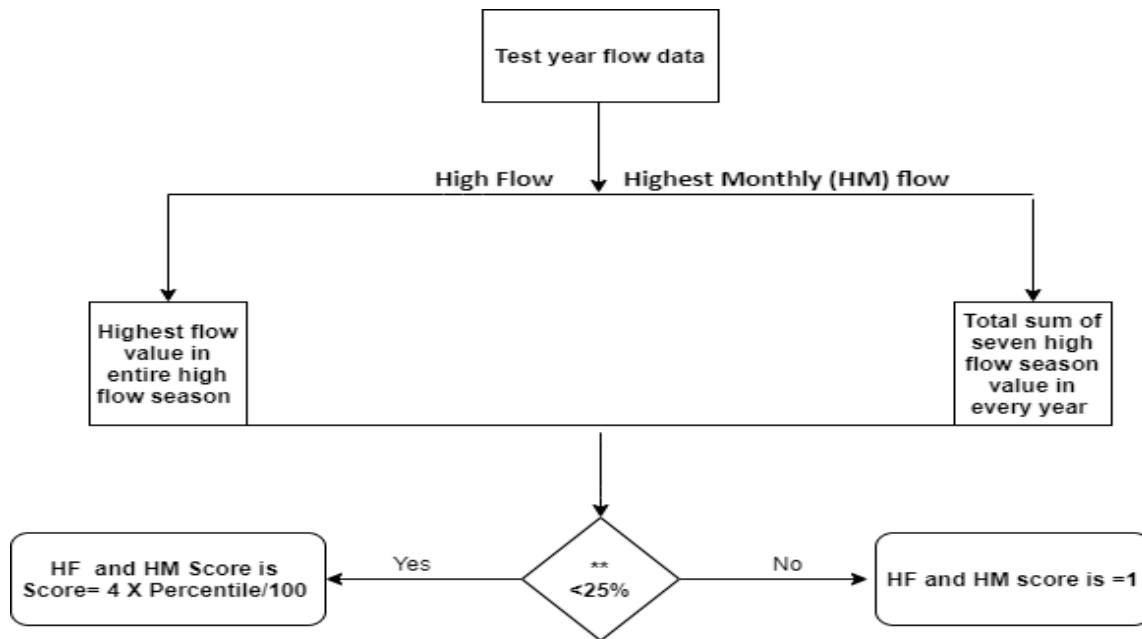 Test year flow data
High Flow
Highest Monthly (HM) flow
Highest flow
value in
entire high
flow season
Total sum of
seven high
flow season
value in
every year
HF and HM Score is
Score= 4 X Percentile/100
Yes
**
<25%
No
HF and HM score is =1